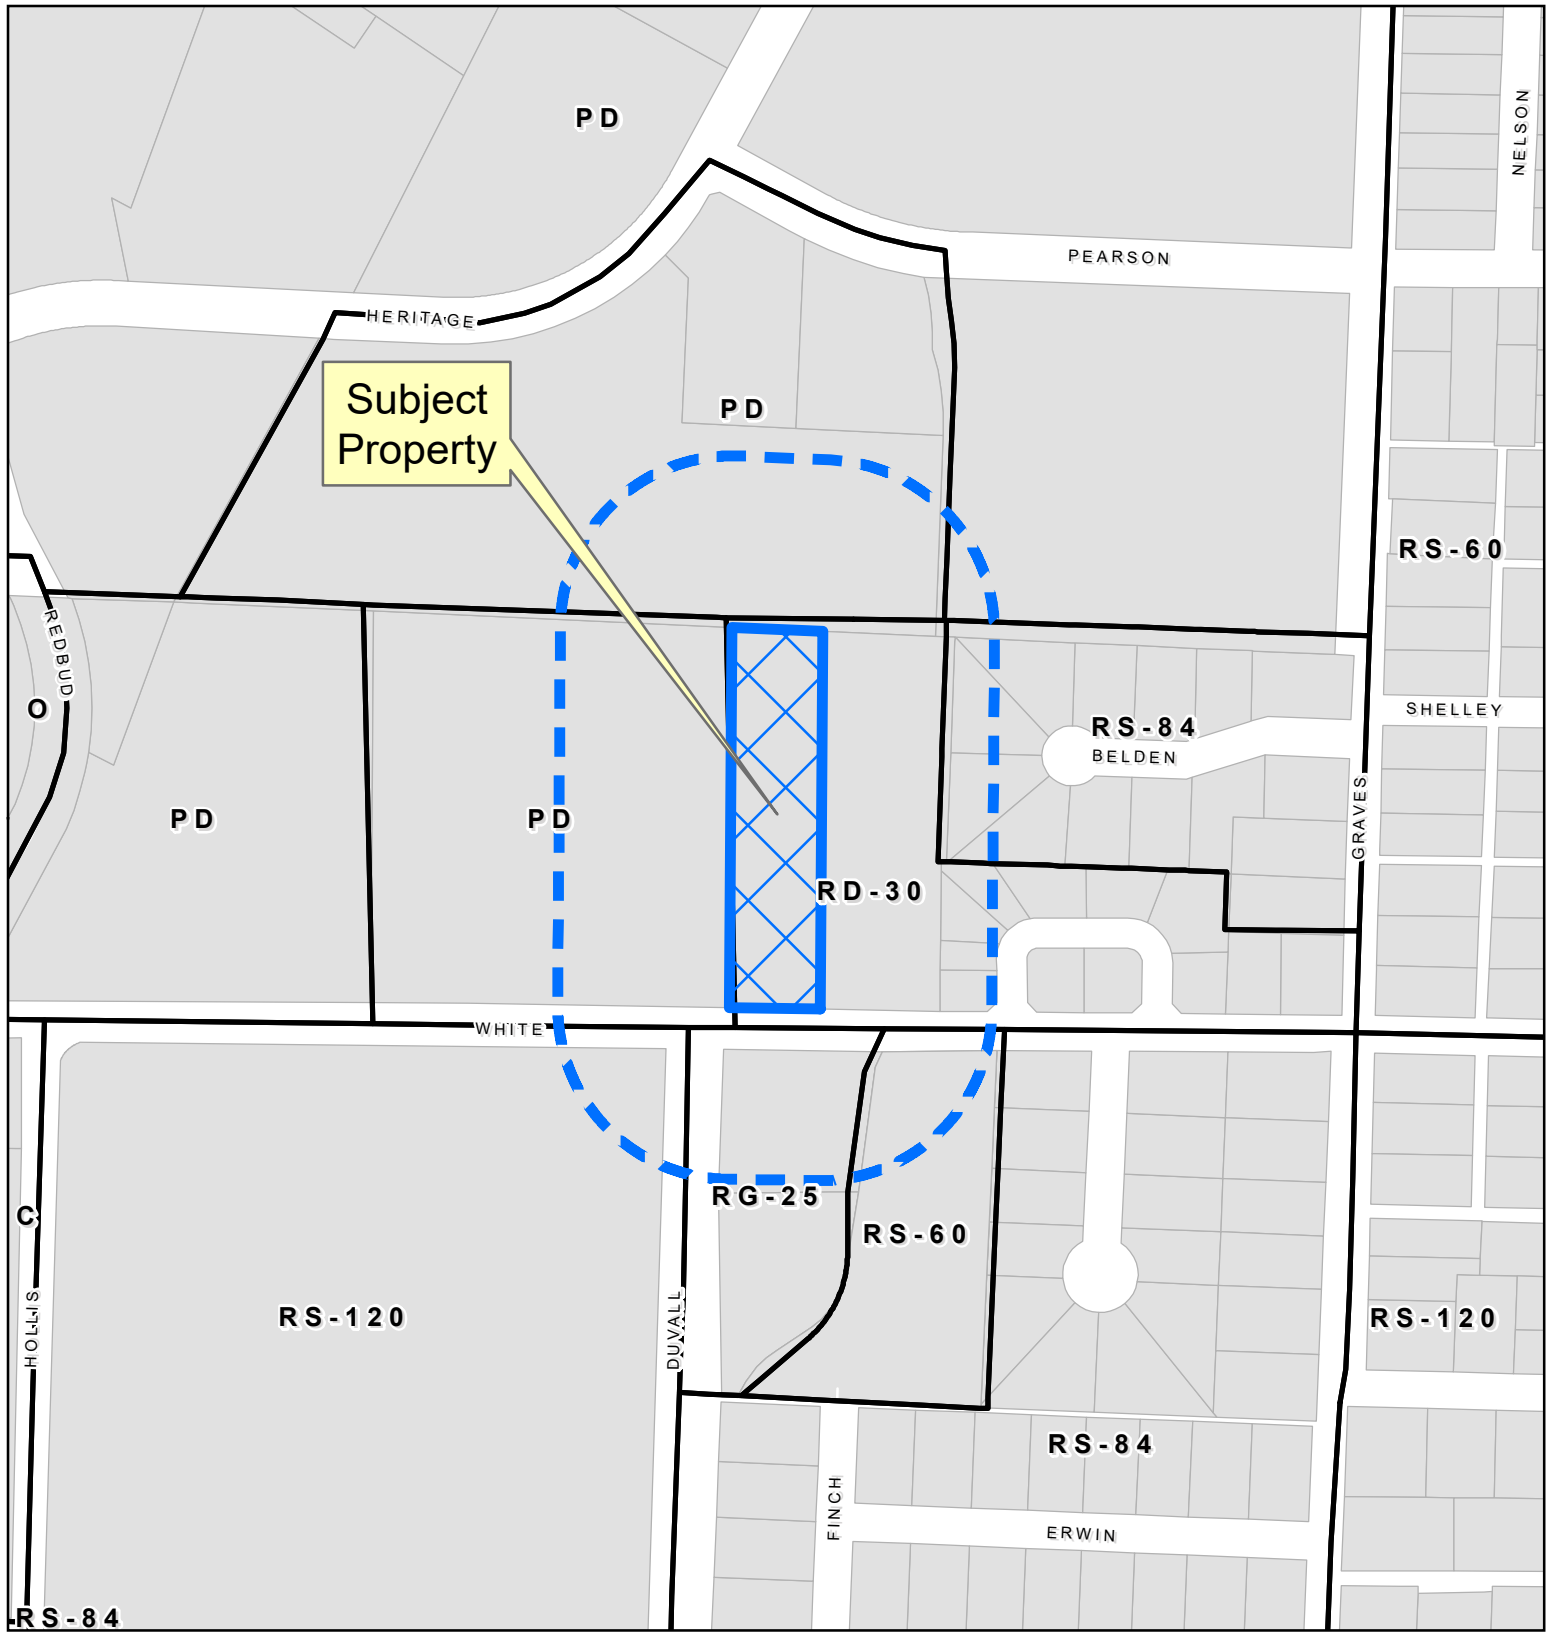 PD
NELSON
PEARSON
HERITAGE
Subject
Property
PD
RS-60
REDBUD
O
SHELLEY
RS-84
BELDEN
GRAVES
PD
PD
RD-30
WHITE
RG-25
C
RS-60
HOLLIS
RS-120
DUVALL
RS-120
RS-84
FINCH
ERWIN
RS-84